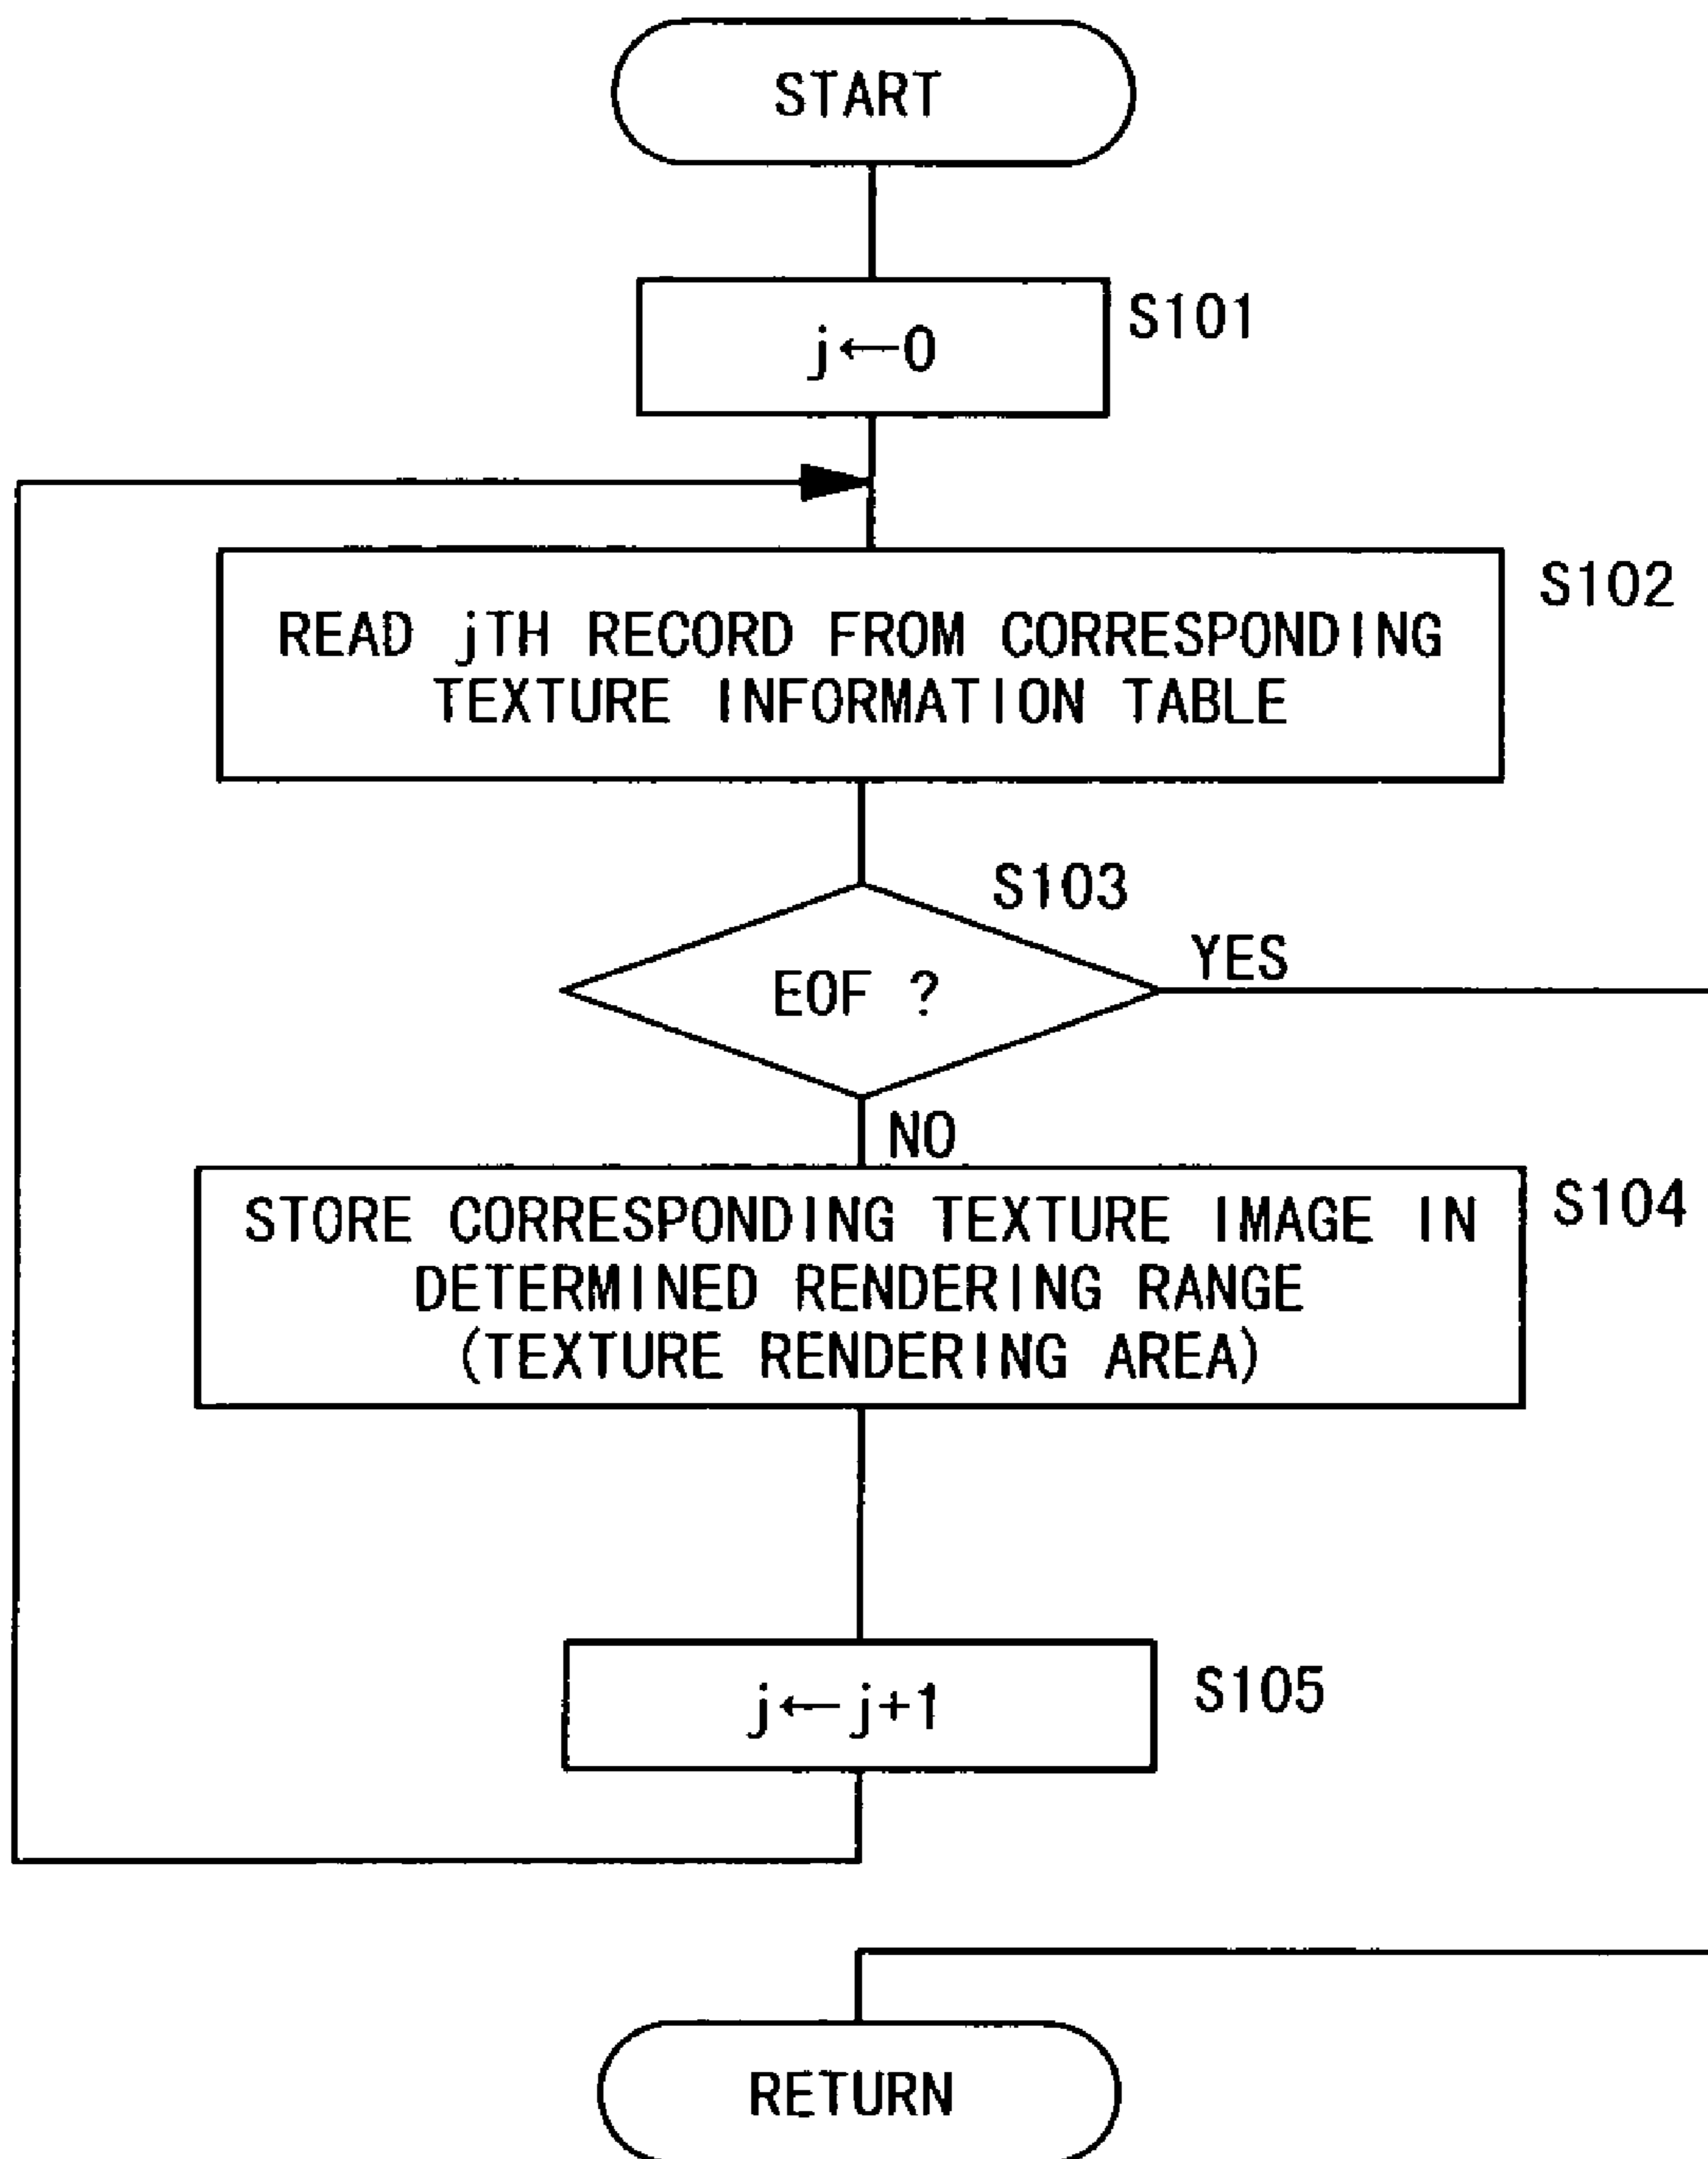 START
j←0
S101
READ jTH RECORD FROM CORRESPONDING
TEXTURE INFORMATION TABLE
S102
S103
EOF ?
YES
NO
STORE CORRESPONDING TEXTURE IMAGE IN
DETERMINED RENDERING RANGE
(TEXTURE RENDERING AREA)
S104
j←j+1
S105
RETURN